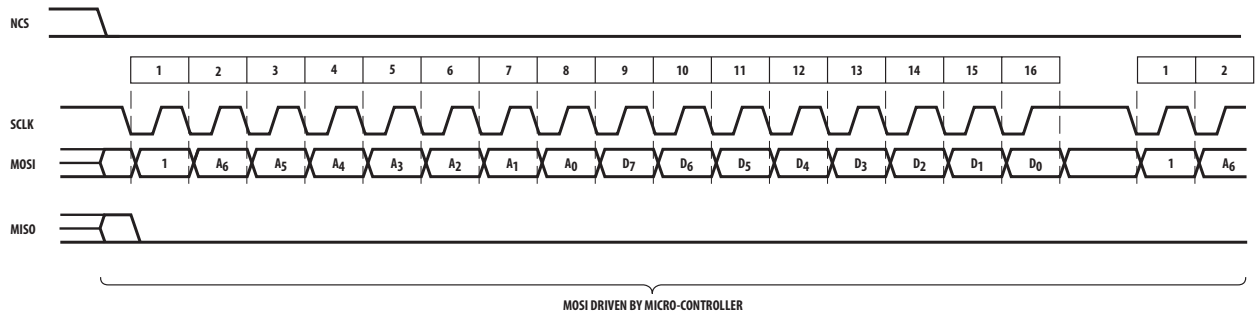 NCS
1 2 3 4 5 6 7 8 9 10 11 12 13 14 15 16 1 2
SCLK
MOSI 1 A6 A5 A4 A3 A2 A1 A0 D7 D6 D5 D4 D3 D2 D1 D0 1 A6
MISO
MOSI DRIVEN BY MICRO-CONTROLLER